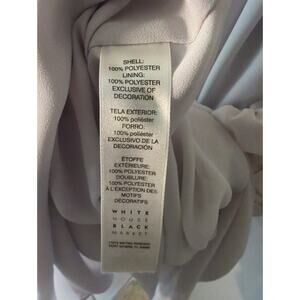 SHELL:
100% POLYESTER
LINING:
100% POLYESTER
EXCLUSIVE OF
DECORATION
TELA EXTERIOR:
100% poliéster
FORRO:
100% poliéster
EXCLUSIVO DE LA
DECORACIÓN
ÉTOFFE
EXTÉRIEURE:
100% POLYESTER
DOUBLURE:
100% POLYESTER
A L'EXCEPTION DES
MOTIFS
DÉCORATIFS
WHITE
HOUSE
BLACK
MARKET